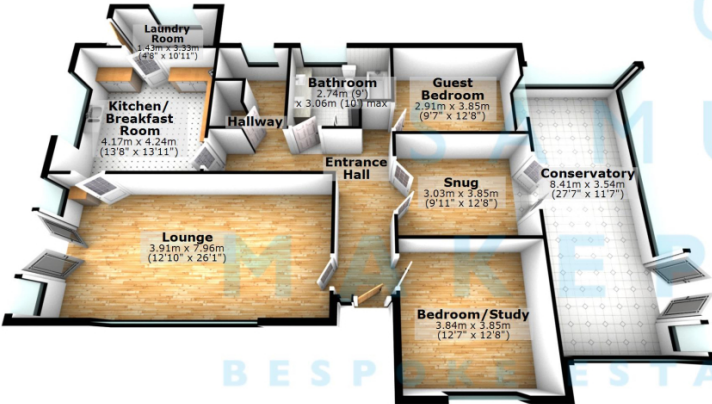 Laundry
Room
1.43m x 3.33m
(4'8" x 10'11")
Kitchen/
Breakfast
Room
4.17m x 4.24m
(13'8" x 13'11")
Hallway
Bathroom
2.74m (9')
x 3.06m (10') max
Guest
Bedroom
2.91m x 3.85m
(9'7" x 12'8")
Entrance
Hall
Snug
3.03m x 3.85m
(9'11" x 12'8")
Conservatory
8.41m x 3.54m
(27'7" x 11'7")
Lounge
3.91m x 7.96m
(12'10" x 26'1")
Bedroom/Study
3.84m x 3.85m
(12'7" x 12'8")
SAMU
MAKEP
BESPOKE ESTA